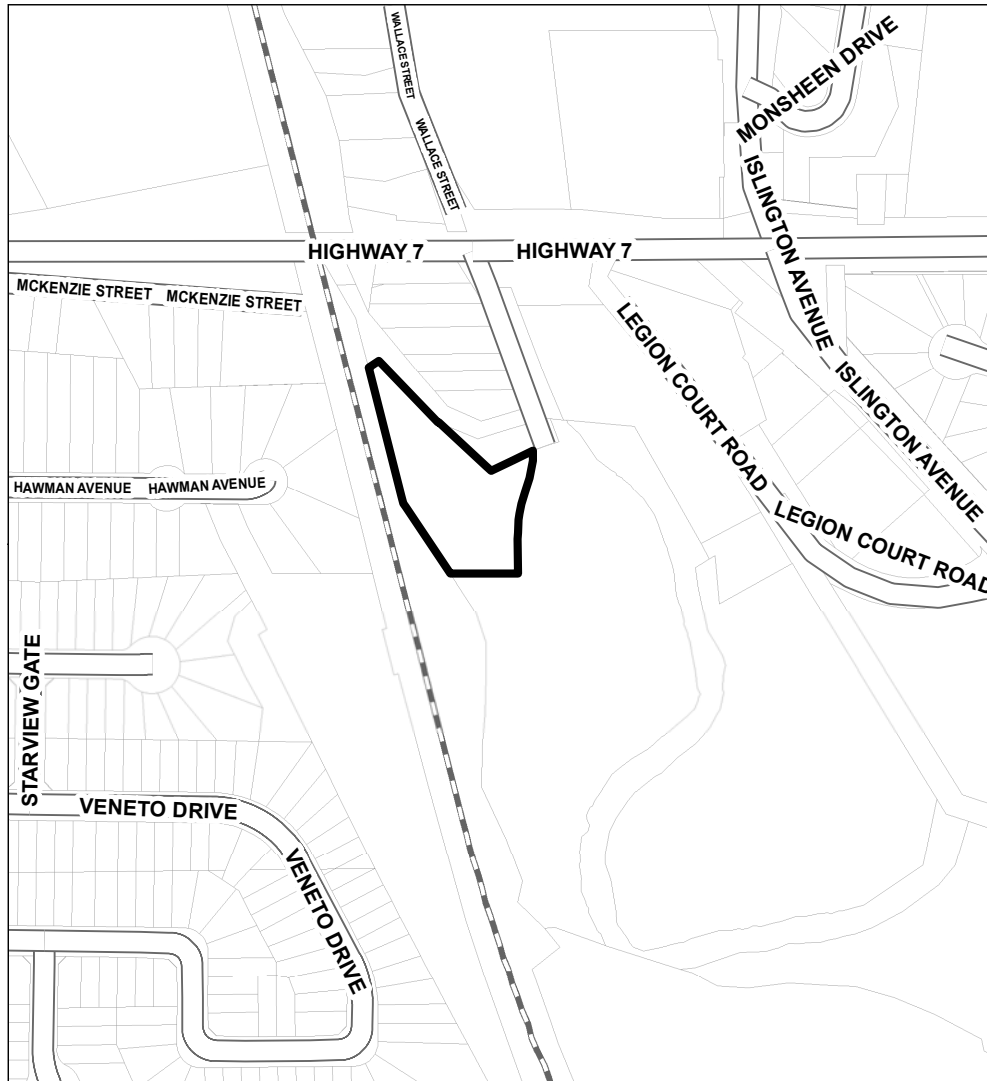 WALLACE STREET
WALLACE STREET
MONSHEEN DRIVE
ISLINGTON AVENUE
HIGHWAY 7
HIGHWAY 7
MCKENZIE STREET
MCKENZIE STREET
LEGION COURT ROAD
ISLINGTON AVENUE
HAWMAN AVENUE
HAWMAN AVENUE
LEGION COURT ROAD
STARVIEW GATE
VENETO DRIVE
VENETO DRIVE